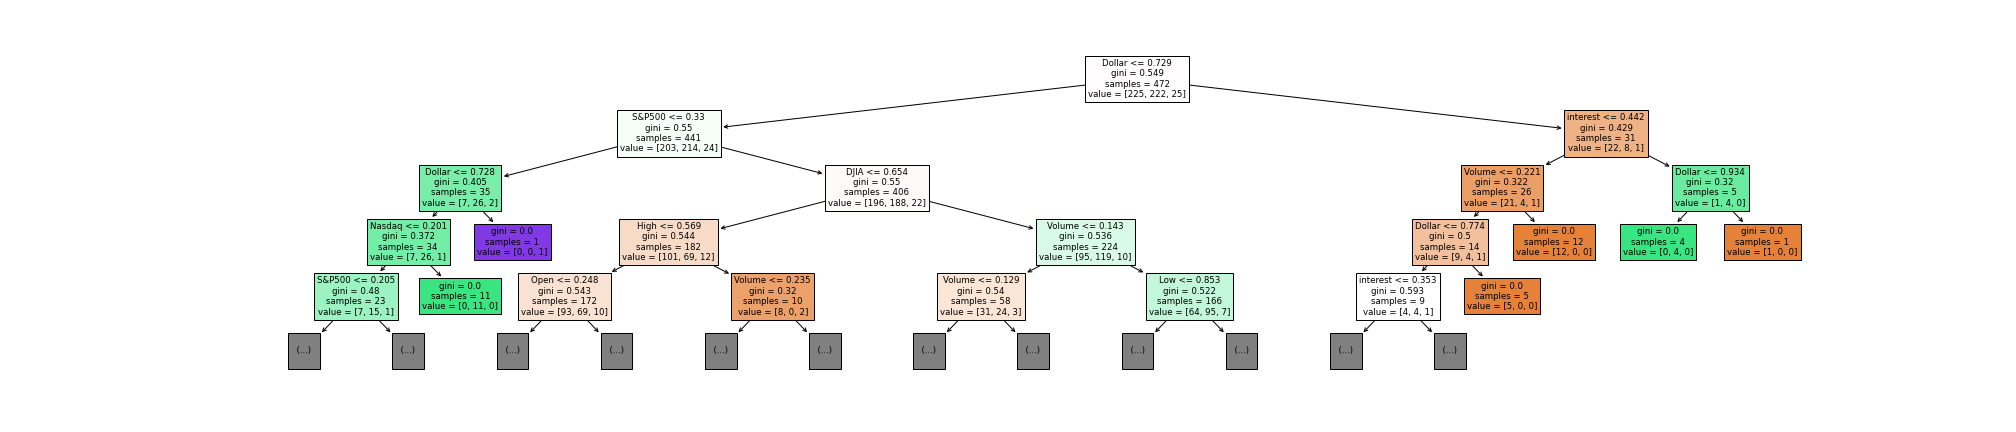 Dollar <= 0.729
gini = 0.549
samples = 472
value = [225, 222, 25]
S&P500 <= 0.33
gini = 0.55
samples = 441
value = [203, 214, 24]
interest <= 0.442
gini = 0.429
samples = 31
value = [22, 8, 1]
Dollar <= 0.728
gini = 0.405
samples = 35
value = [7, 26, 2]
DJIA <= 0.654
gini = 0.55
samples = 406
value = [196, 188, 22]
Volume <= 0.221
gini = 0.322
samples = 26
value = [21, 4, 1]
Dollar <= 0.934
gini = 0.32
samples = 5
value = [1, 4, 0]
Nasdaq <= 0.201
gini = 0.372
samples = 34
value = [7, 26, 1]
gini = 0.0
samples = 1
value = [0, 0, 1]
High <= 0.569
gini = 0.544
samples = 182
value = [101, 69, 12]
Volume <= 0.143
gini = 0.536
samples = 224
value = [95, 119, 10]
Dollar <= 0.774
gini = 0.5
samples = 14
value = [9, 4, 1]
gini = 0.0
samples = 12
value = [12, 0, 0]
gini = 0.0
samples = 4
value = [0, 4, 0]
gini = 0.0
samples = 1
value = [1, 0, 0]
S&P500 <= 0.205
gini = 0.48
samples = 23
value = [7, 15, 1]
gini = 0.0
samples = 11
value = [0, 11, 0]
Open <= 0.248
gini = 0.543
samples = 172
value = [93, 69, 10]
Volume <= 0.235
gini = 0.32
samples = 10
value = [8, 0, 2]
Volume <= 0.129
gini = 0.54
samples = 58
value = [31, 24, 3]
Low <= 0.853
gini = 0.522
samples = 166
value = [64, 95, 7]
interest <= 0.353
gini = 0.593
samples = 9
value = [4, 4, 1]
gini = 0.0
samples = 5
value = [5, 0, 0]
(...)
(...)
(...)
(...)
(...)
(...)
(...)
(...)
(...)
(...)
(...)
(...)